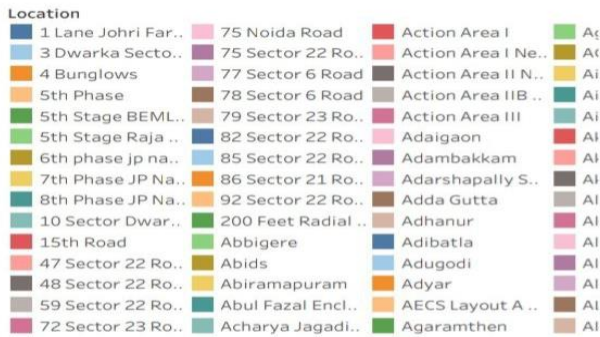 Location
1 Lane Johri Far..
3 Dwarka Secto..
4 Bunglows
5th Phase
5th Stage BEML..
5th Stage Raja ..
6th phase jp na..
7th Phase JP Na..
8th Phase JP Na..
10 Sector Dwar..
15th Road
47 Sector 22 Ro..
48 Sector 22 Ro..
59 Sector 22 Ro..
72 Sector 23 Ro..
75 Noida Road
75 Sector 22 Ro..
77 Sector 6 Road
78 Sector 6 Road
79 Sector 23 Ro..
82 Sector 22 Ro..
85 Sector 22 Ro..
86 Sector 21 Ro..
92 Sector 22 Ro..
200 Feet Radial ..
Abbigere
Abids
Abiramapuram
Abul Fazal Encl..
Acharya Jagadi..
Action Area I
Action Area I Ne..
Action Area II N..
Action Area IIB ..
Action Area III
Adaigaon
Adambakkam
Adarshapally S..
Adda Gutta
Adhanur
Adibatla
Adugodi
Adyar
AECS Layout A ..
Agaramthen